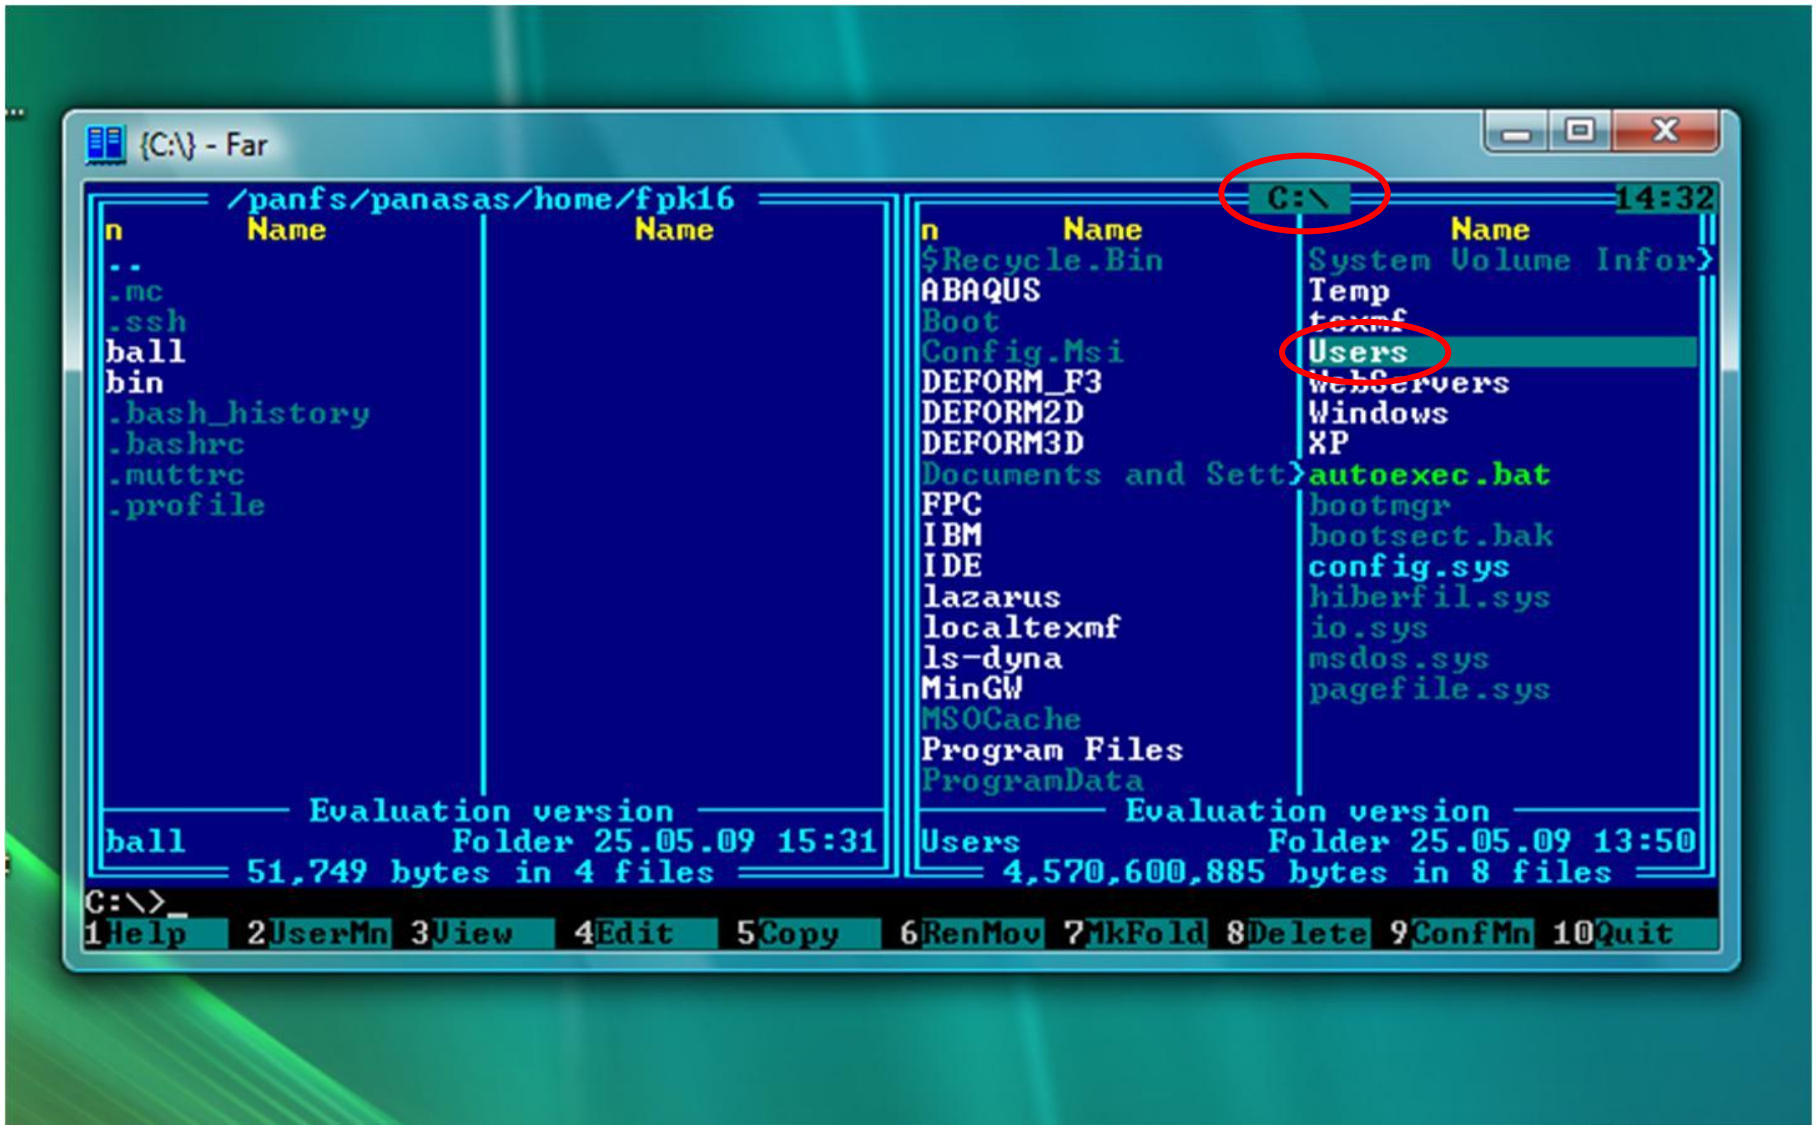 ...
{C:\} - Far
/panfs/panasas/home/fpk16
n Name Name
..
.mc
.ssh
ball
bin
.bash_history
.bashrc
.muttrc
.profile
Evaluation version
ball Folder 25.05.09 15:31
51,749 bytes in 4 files
C:\ 14:32
n Name Name
$Recycle.Bin System Volume Infor}
ABAQUS Temp
Boot texmf
Config.Msi Users
DEFORM_F3 WebServers
DEFORM2D Windows
DEFORM3D XP
Documents and Sett} autoexec.bat
FPC bootmgr
IBM bootsect.bak
IDE config.sys
lazarus hiberfil.sys
localtexmf io.sys
ls-dyna msdos.sys
MinGW pagefile.sys
MSOCache
Program Files
ProgramData
Evaluation version
Users Folder 25.05.09 13:50
4,570,600,885 bytes in 8 files
C:\>_
1Help 2UserMn 3View 4Edit 5Copy 6RenMov 7MkFold 8Delete 9ConfMn 10Quit